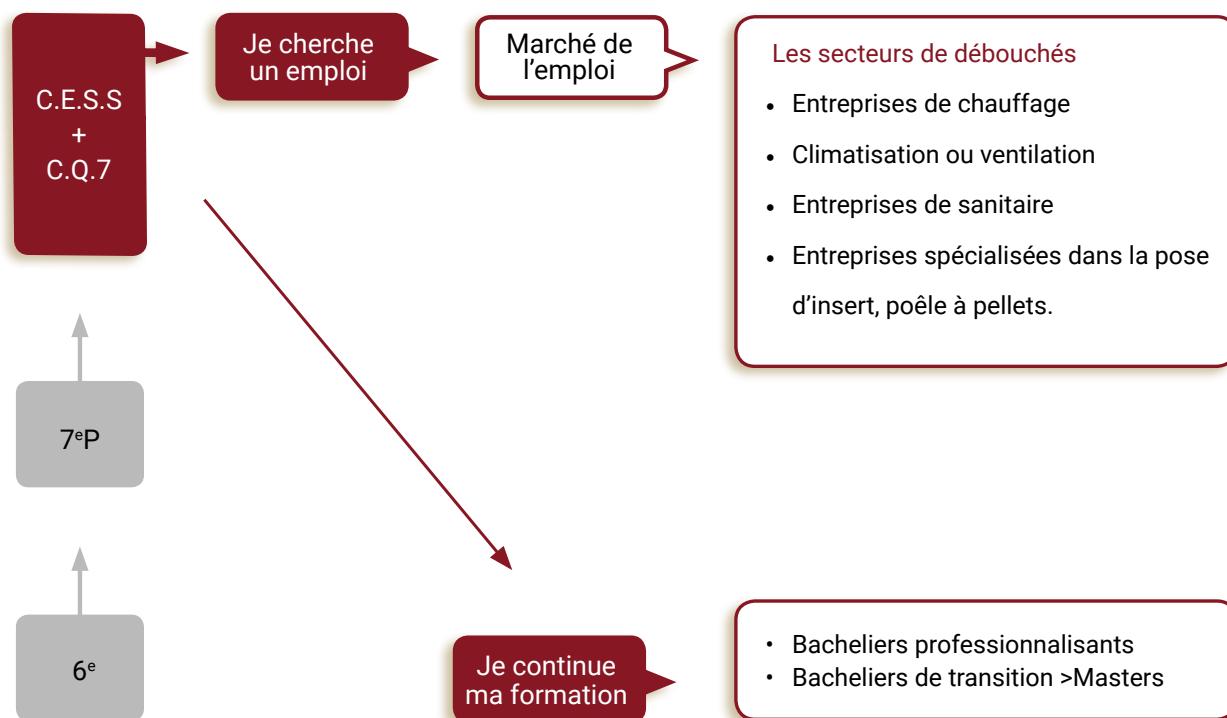 C.E.S.S
+
C.Q.7
Je cherche
un emploi
Marché de
l'emploi
Les secteurs de débouchés
• Entreprises de chauffage
• Climatisation ou ventilation
• Entreprises de sanitaire
• Entreprises spécialisées dans la pose
d'insert, poêle à pellets.
7ᵉP
6ᵉ
Je continue
ma formation
• Bacheliers professionnalisants
• Bacheliers de transition >Masters